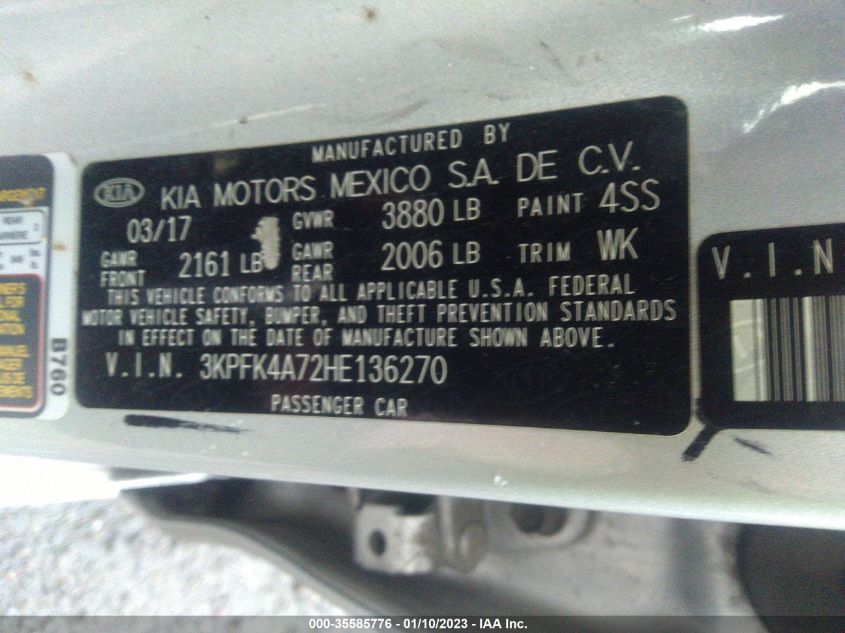 MANUFACTURED BY
KIA KIA MOTORS MEXICO S.A. DE C.V.
03/17 GVWR 3880 LB PAINT 4SS
GAWR FRONT 2161 LB GAWR REAR 2006 LB TRIM WK
THIS VEHICLE CONFORMS TO ALL APPLICABLE U.S.A. FEDERAL
MOTOR VEHICLE SAFETY, BUMPER, AND THEFT PREVENTION STANDARDS
IN EFFECT ON THE DATE OF MANUFACTURE SHOWN ABOVE.
V.I.N. 3KPFK4A72HE136270
PASSENGER CAR
B760
REAR
V.I.N
000-35585776 - 01/10/2023 - IAA Inc.